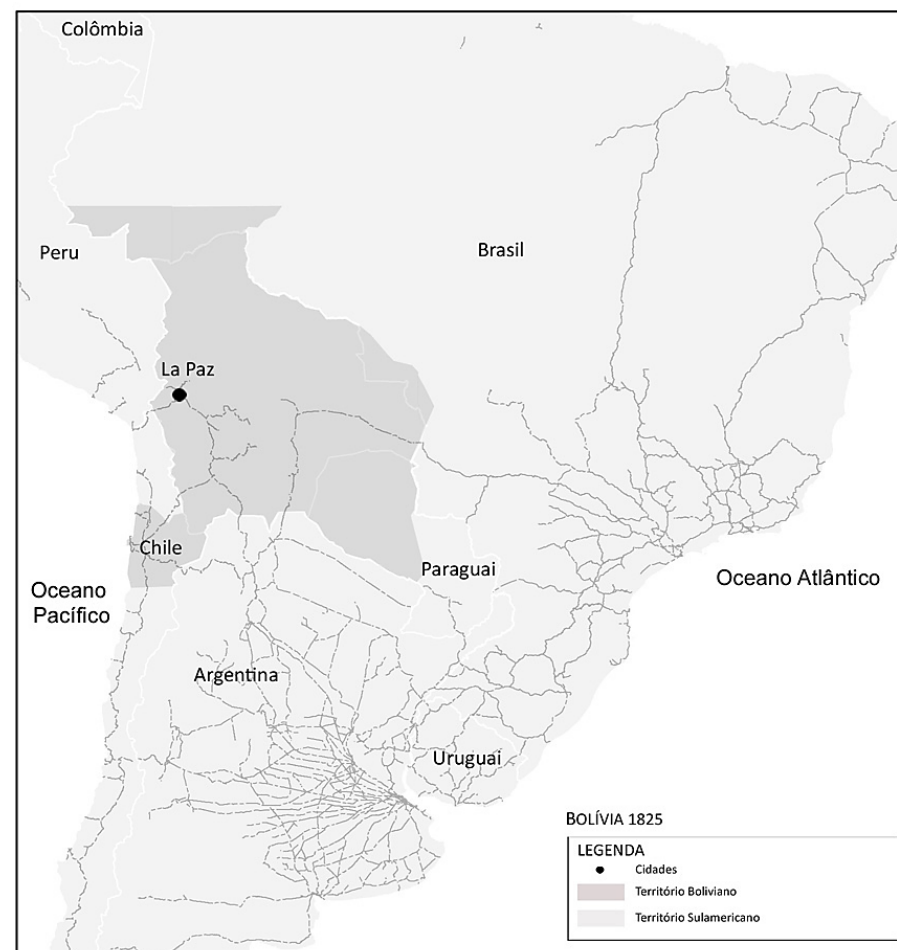 Colômbia
Peru
Brasil
La Paz
Chile
Paraguai
Oceano
Pacífico
Oceano Atlântico
Argentina
Uruguai
BOLÍVIA 1825
LEGENDA
Cidades
Território Boliviano
Território Sulamericano